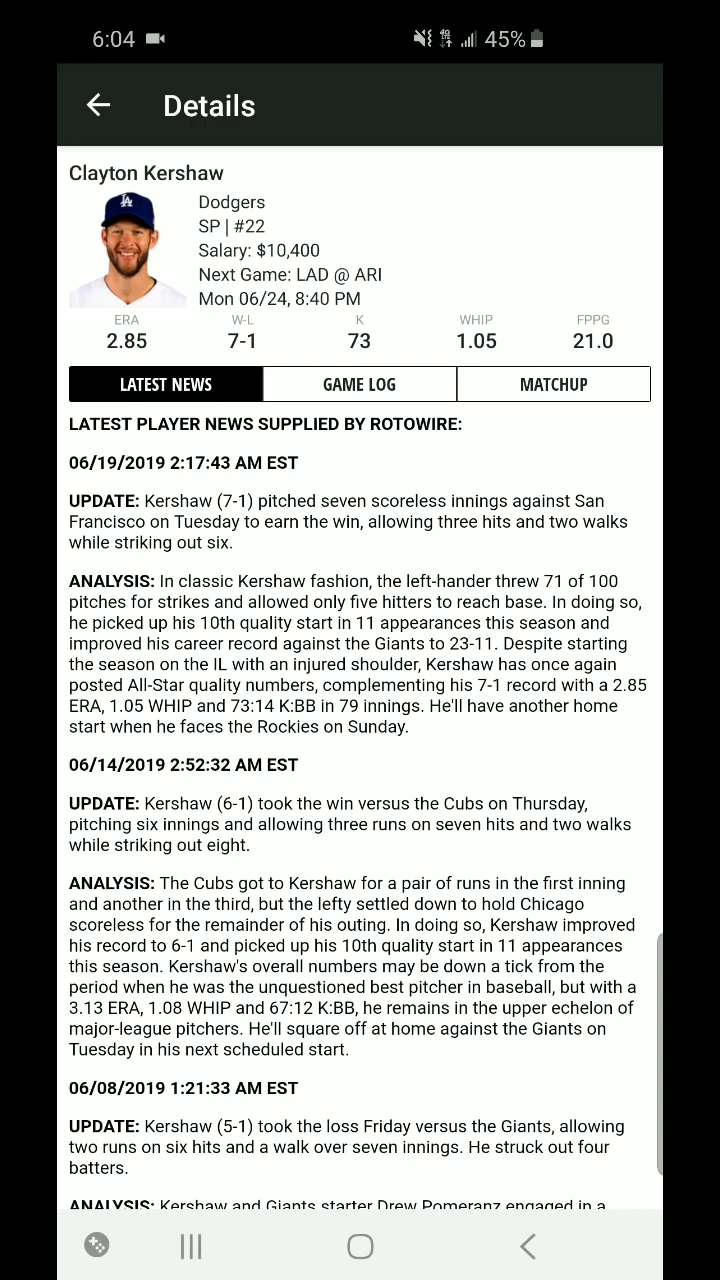 6:04 45%
Details
Clayton Kershaw
Dodgers
SP | #22
Salary: $10,400
Next Game: LAD @ ARI
Mon 06/24, 8:40 PM
ERA W-L K WHIP FPPG
2.85 7-1 73 1.05 21.0
LATEST NEWS GAME LOG MATCHUP
LATEST PLAYER NEWS SUPPLIED BY ROTOWIRE:
06/19/2019 2:17:43 AM EST
UPDATE: Kershaw (7-1) pitched seven scoreless innings against San
Francisco on Tuesday to earn the win, allowing three hits and two walks
while striking out six.
ANALYSIS: In classic Kershaw fashion, the left-hander threw 71 of 100
pitches for strikes and allowed only five hitters to reach base. In doing so,
he picked up his 10th quality start in 11 appearances this season and
improved his career record against the Giants to 23-11. Despite starting
the season on the IL with an injured shoulder, Kershaw has once again
posted All-Star quality numbers, complementing his 7-1 record with a 2.85
ERA, 1.05 WHIP and 73:14 K:BB in 79 innings. He'll have another home
start when he faces the Rockies on Sunday.
06/14/2019 2:52:32 AM EST
UPDATE: Kershaw (6-1) took the win versus the Cubs on Thursday,
pitching six innings and allowing three runs on seven hits and two walks
while striking out eight.
ANALYSIS: The Cubs got to Kershaw for a pair of runs in the first inning
and another in the third, but the lefty settled down to hold Chicago
scoreless for the remainder of his outing. In doing so, Kershaw improved
his record to 6-1 and picked up his 10th quality start in 11 appearances
this season. Kershaw's overall numbers may be down a tick from the
period when he was the unquestioned best pitcher in baseball, but with a
3.13 ERA, 1.08 WHIP and 67:12 K:BB, he remains in the upper echelon of
major-league pitchers. He'll square off at home against the Giants on
Tuesday in his next scheduled start.
06/08/2019 1:21:33 AM EST
UPDATE: Kershaw (5-1) took the loss Friday versus the Giants, allowing
two runs on six hits and a walk over seven innings. He struck out four
batters.
ANALYSIS: Kershaw and Giants starter Drew Pomeranz engaged in a